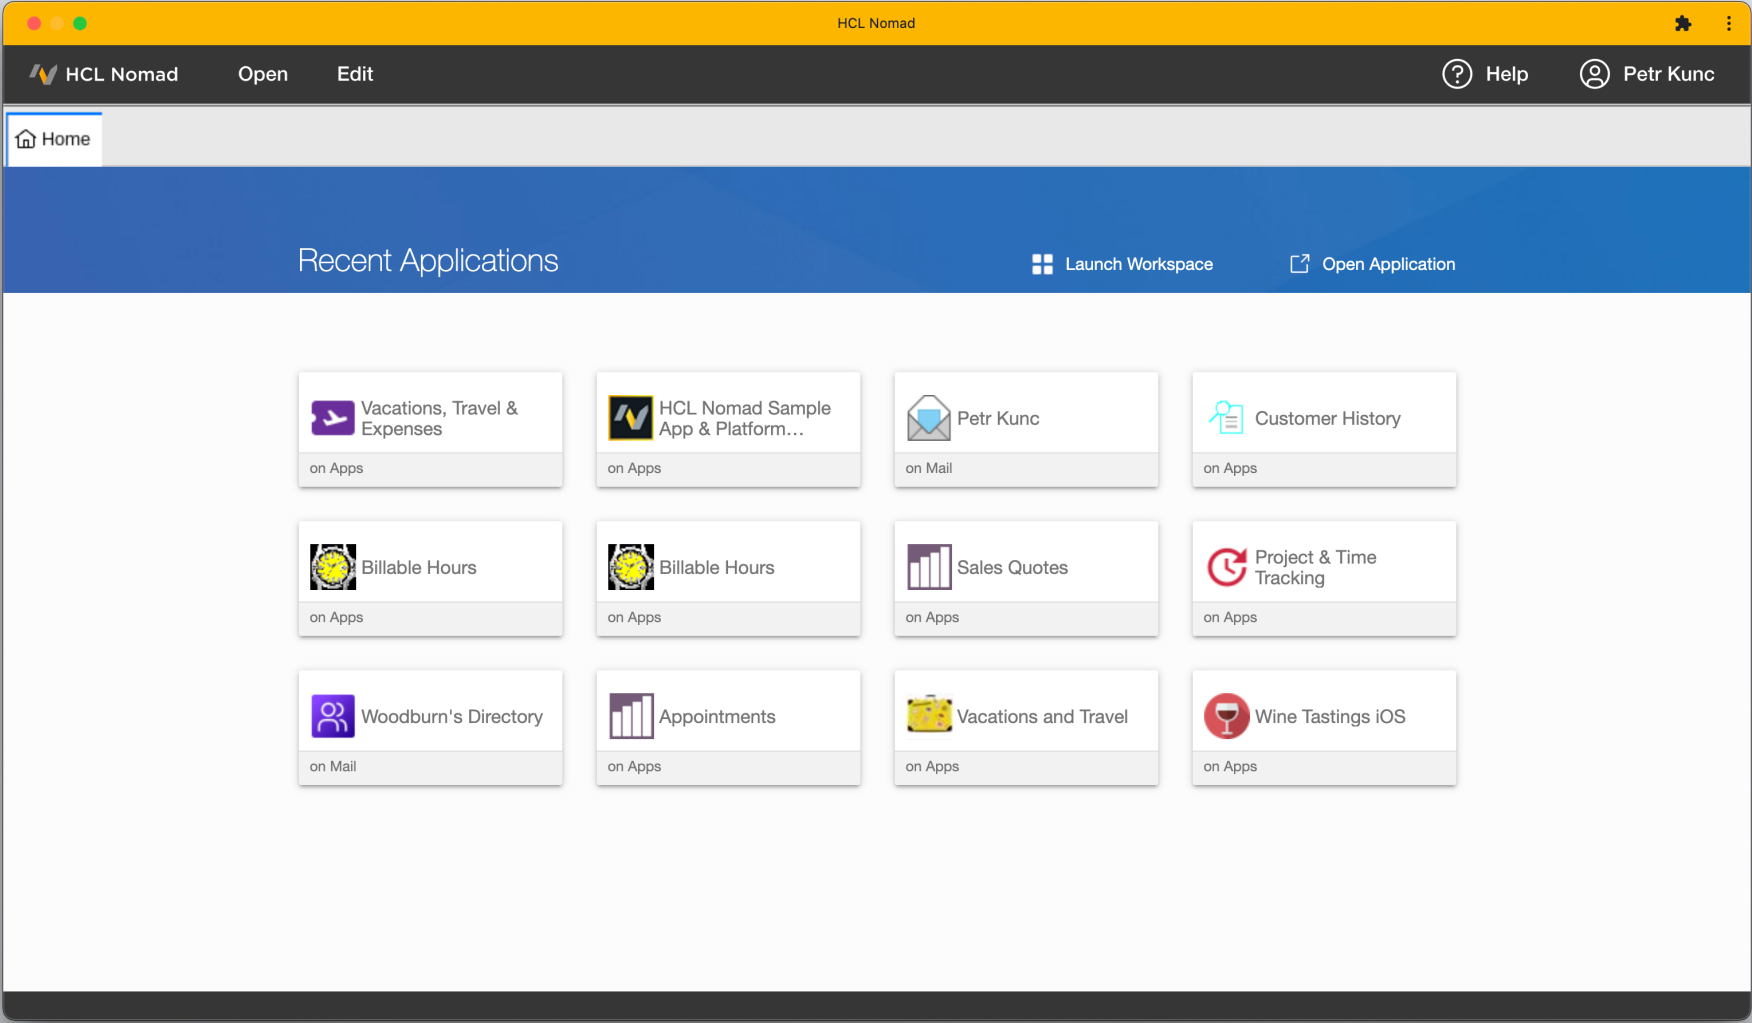 HCL Nomad
HCL Nomad
Open
Edit
Help
Petr Kunc
Home
Recent Applications
Launch Workspace
Open Application
Vacations, Travel &
Expenses
on Apps
HCL Nomad Sample
App & Platform...
on Apps
Petr Kunc
on Mail
Customer History
on Apps
Billable Hours
on Apps
Billable Hours
on Apps
Sales Quotes
on Apps
Project & Time
Tracking
on Apps
Woodburn's Directory
on Mail
Appointments
on Apps
Vacations and Travel
on Apps
Wine Tastings iOS
on Apps